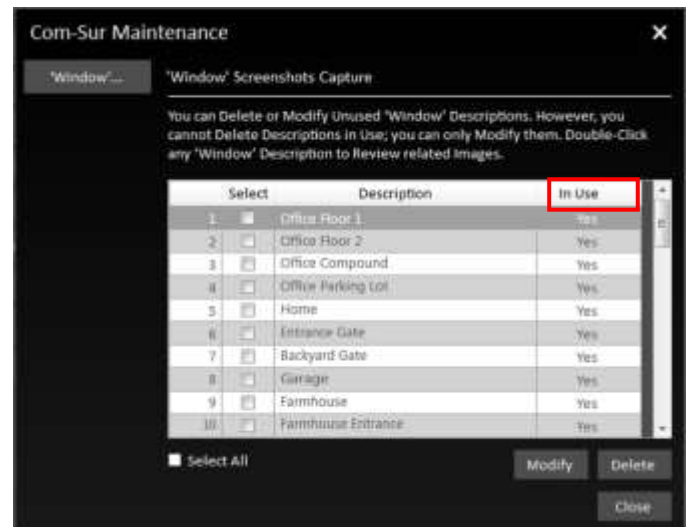 Com-Sur Maintenance
'Window'...
'Window' Screenshots Capture
You can Delete or Modify Unused 'Window' Descriptions. However, you
cannot Delete Descriptions in Use; you can only Modify them. Double-Click
any 'Window' Description to Review related Images.
Select Description In Use
1 Office Floor 1 Yes
2 Office Floor 2 Yes
3 Office Compound Yes
4 Office Parking Lot Yes
5 Home Yes
6 Entrance Gate Yes
7 Backyard Gate Yes
8 Garage Yes
9 Farmhouse Yes
10 Farmhouse Entrance Yes
Select All
Modify Delete
Close